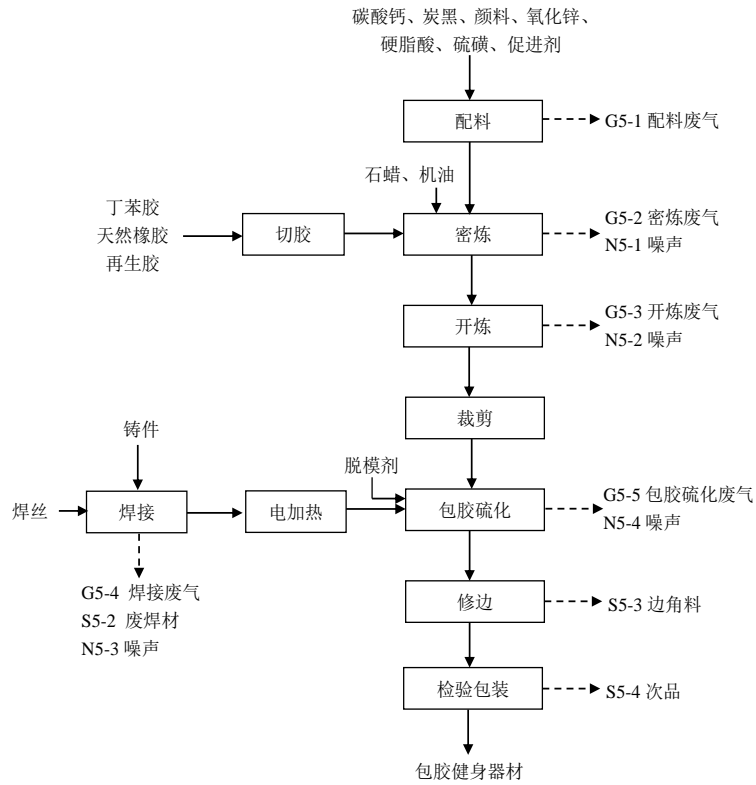 碳酸钙、炭黑、颜料、氧化锌、
硬脂酸、硫磺、促进剂
配料
G5-1 配料废气
石蜡、机油
丁苯胶
天然橡胶
再生胶
切胶
密炼
G5-2 密炼废气
N5-1 噪声
开炼
G5-3 开炼废气
N5-2 噪声
裁剪
铸件
脱模剂
焊丝
焊接
电加热
包胶硫化
G5-5 包胶硫化废气
N5-4 噪声
G5-4 焊接废气
S5-2 废焊材
N5-3 噪声
修边
S5-3 边角料
检验包装
S5-4 次品
包胶健身器材